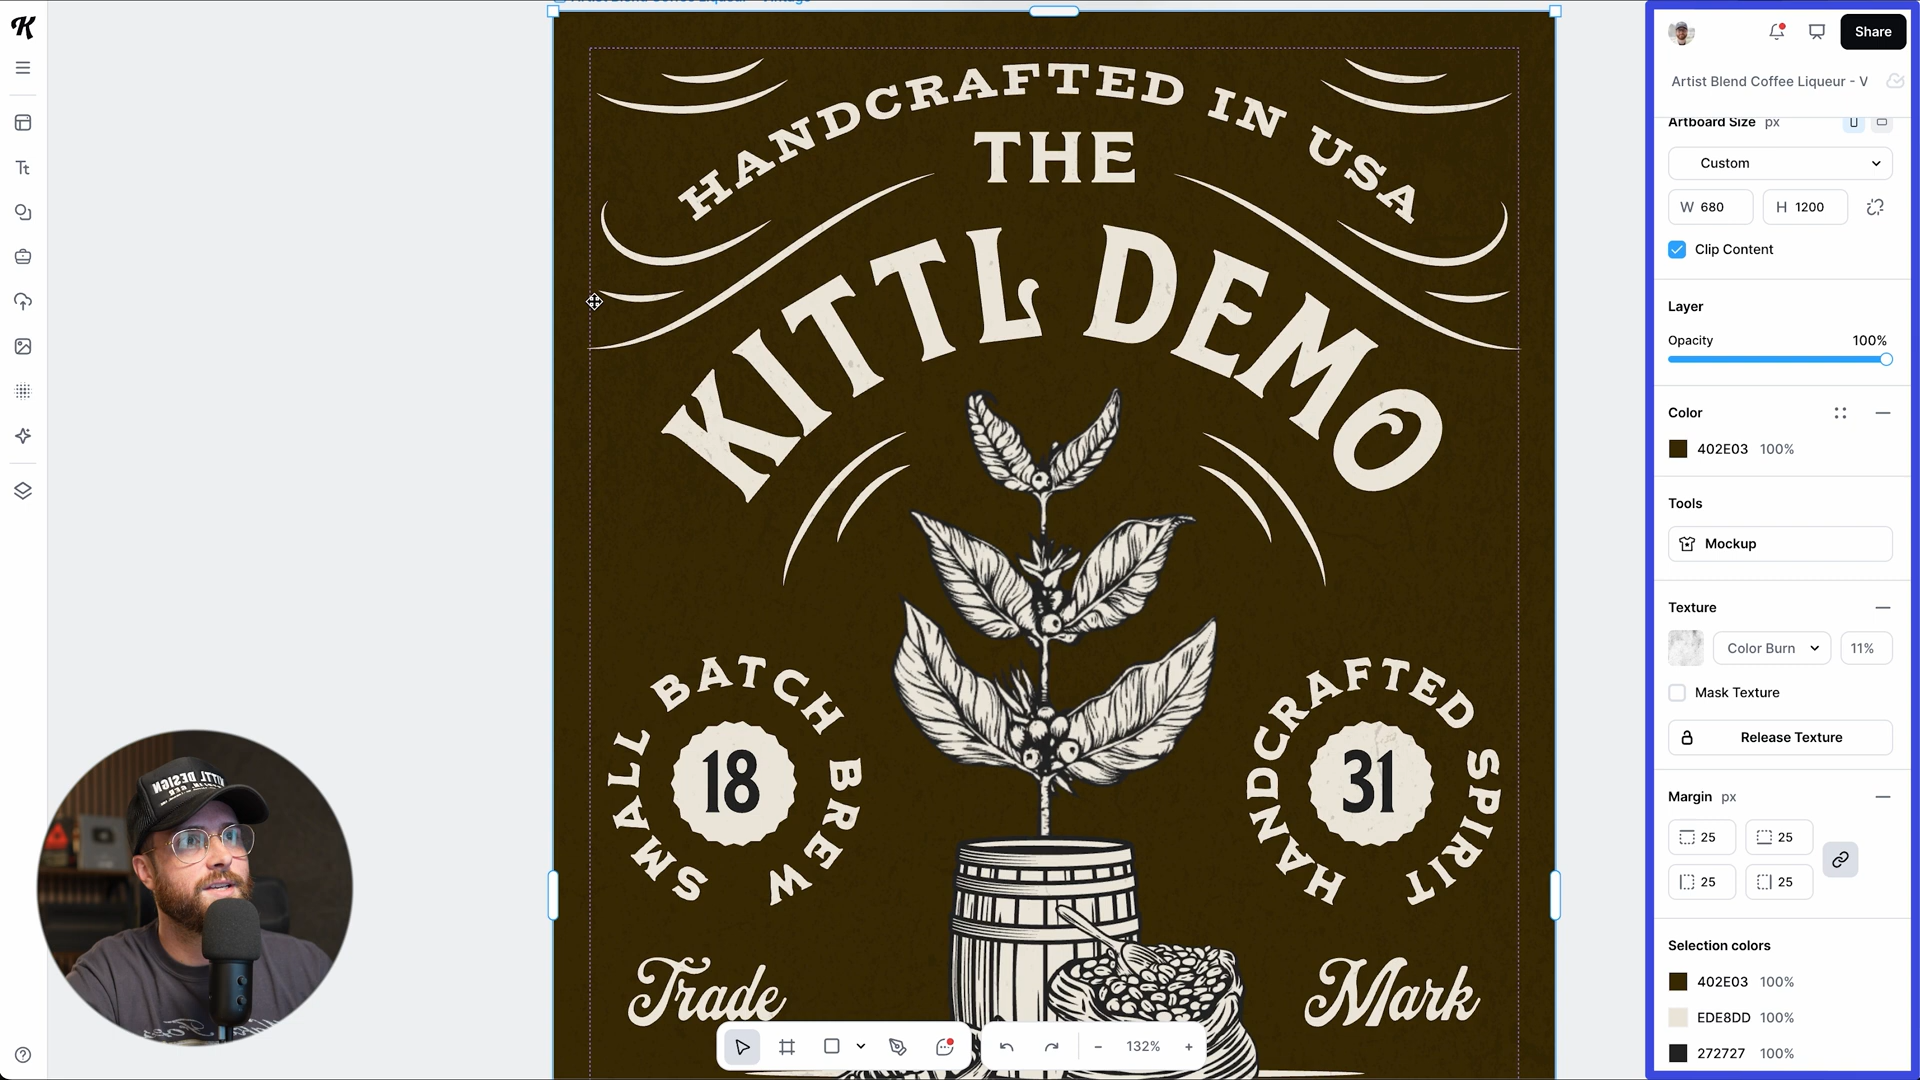 K
Share
Artist Blend Coffee Liqueur - V
Artboard Size px
Custom
W 680
H 1200
Clip Content
Layer
Opacity 100%
Color
402E03 100%
Tools
Mockup
Texture
Color Burn
11%
Mask Texture
Release Texture
Margin px
25
25
25
25
Selection colors
402E03 100%
EDE8DD 100%
272727 100%
Tt
HANDCRAFTED IN USA
THE
KITTL DEMO
SMALL BATCH BREW
18
HANDCRAFTED SPIRIT
31
Trade
Mark
132%